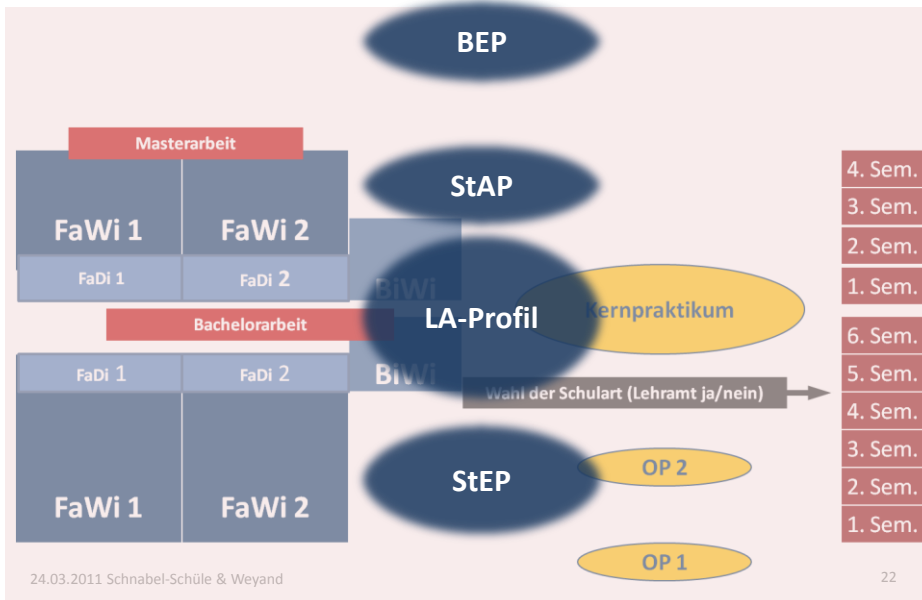 BEP
Masterarbeit
StAP
4. Sem.
3. Sem.
2. Sem.
1. Sem.
FaWi 1
FaWi 2
FaDi 1
FaDi 2
BiWi
LA-Profil
Kernpraktikum
Bachelorarbeit
6. Sem.
5. Sem.
4. Sem.
3. Sem.
2. Sem.
1. Sem.
FaDi 1
FaDi 2
BiWi
Wahl der Schulart (Lehramt ja/nein)
StEP
OP 2
FaWi 1
FaWi 2
OP 1
24.03.2011 Schnabel-Schüle & Weyand
22